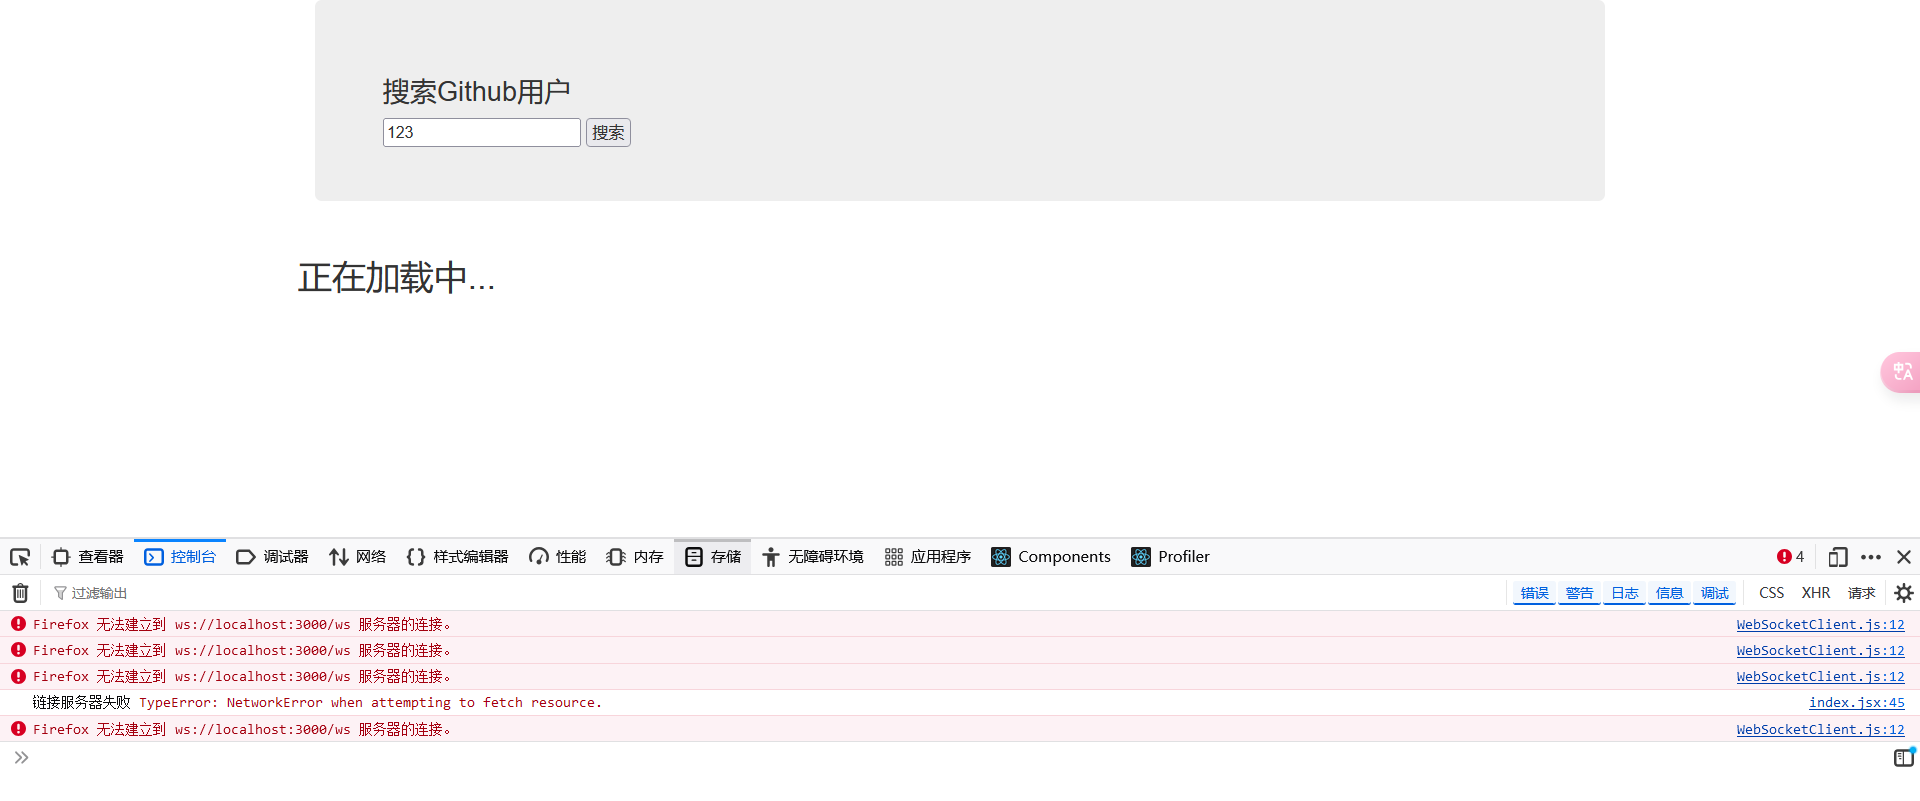 搜索Github用户
123 搜索
正在加载中...
查看器 控制台 调试器 网络 样式编辑器 性能 内存 存储 无障碍环境 应用程序 Components Profiler 4
过滤输出 错误 警告 日志 信息 调试 CSS XHR 请求
Firefox 无法建立到 ws://localhost:3000/ws 服务器的连接。 WebSocketClient.js:12
Firefox 无法建立到 ws://localhost:3000/ws 服务器的连接。 WebSocketClient.js:12
Firefox 无法建立到 ws://localhost:3000/ws 服务器的连接。 WebSocketClient.js:12
链接服务器失败 TypeError: NetworkError when attempting to fetch resource. index.jsx:45
Firefox 无法建立到 ws://localhost:3000/ws 服务器的连接。 WebSocketClient.js:12